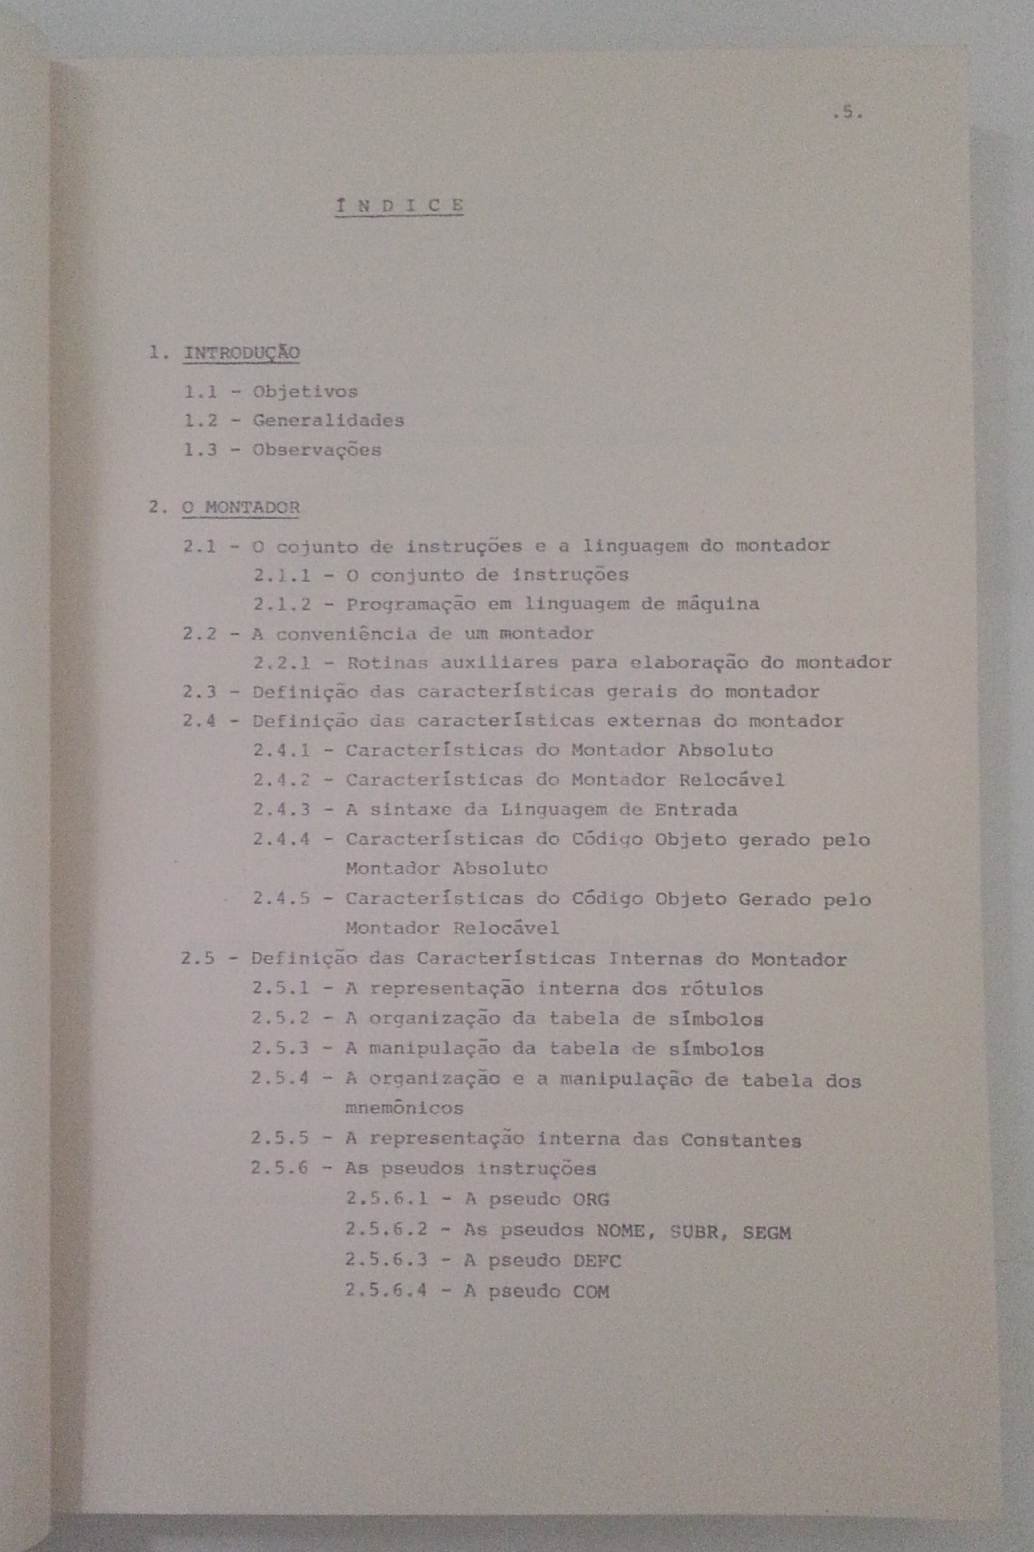 .5.
Í N D I C E
1. INTRODUÇÃO
1.1 - Objetivos
1.2 - Generalidades
1.3 - Observações
2. O MONTADOR
2.1 - O cojunto de instruções e a linguagem do montador
2.1.1 - O conjunto de instruções
2.1.2 - Programação em linguagem de máquina
2.2 - A conveniência de um montador
2.2.1 - Rotinas auxiliares para elaboração do montador
2.3 - Definição das características gerais do montador
2.4 - Definição das características externas do montador
2.4.1 - Características do Montador Absoluto
2.4.2 - Características do Montador Relocável
2.4.3 - A sintaxe da Linguagem de Entrada
2.4.4 - Características do Código Objeto gerado pelo
Montador Absoluto
2.4.5 - Características do Código Objeto Gerado pelo
Montador Relocável
2.5 - Definição das Características Internas do Montador
2.5.1 - A representação interna dos rótulos
2.5.2 - A organização da tabela de símbolos
2.5.3 - A manipulação da tabela de símbolos
2.5.4 - A organização e a manipulação de tabela dos
mnemônicos
2.5.5 - A representação interna das Constantes
2.5.6 - As pseudos instruções
2.5.6.1 - A pseudo ORG
2.5.6.2 - As pseudos NOME, SUBR, SEGM
2.5.6.3 - A pseudo DEFC
2.5.6.4 - A pseudo COM